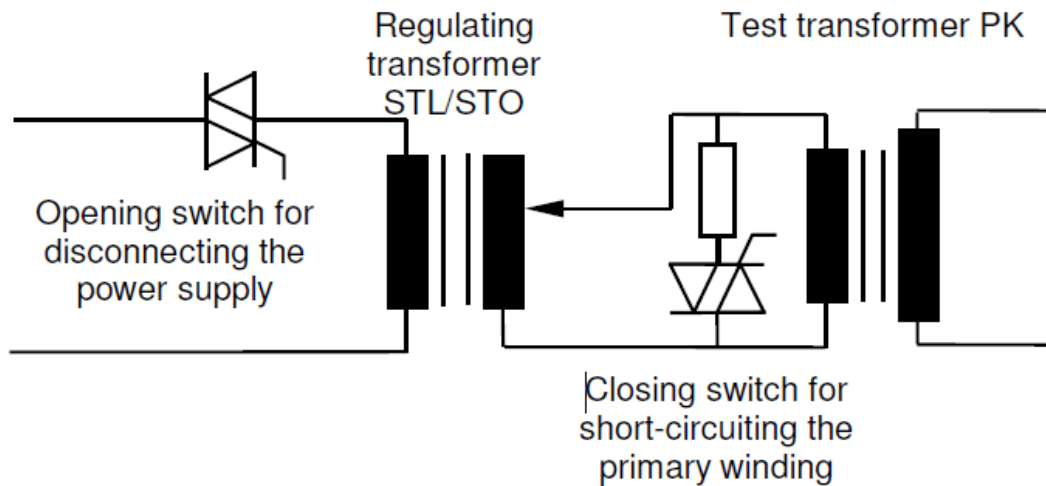 Regulating
transformer
STL/STO
Test transformer PK
Opening switch for
disconnecting the
power supply
Closing switch for
short-circuiting the
primary winding